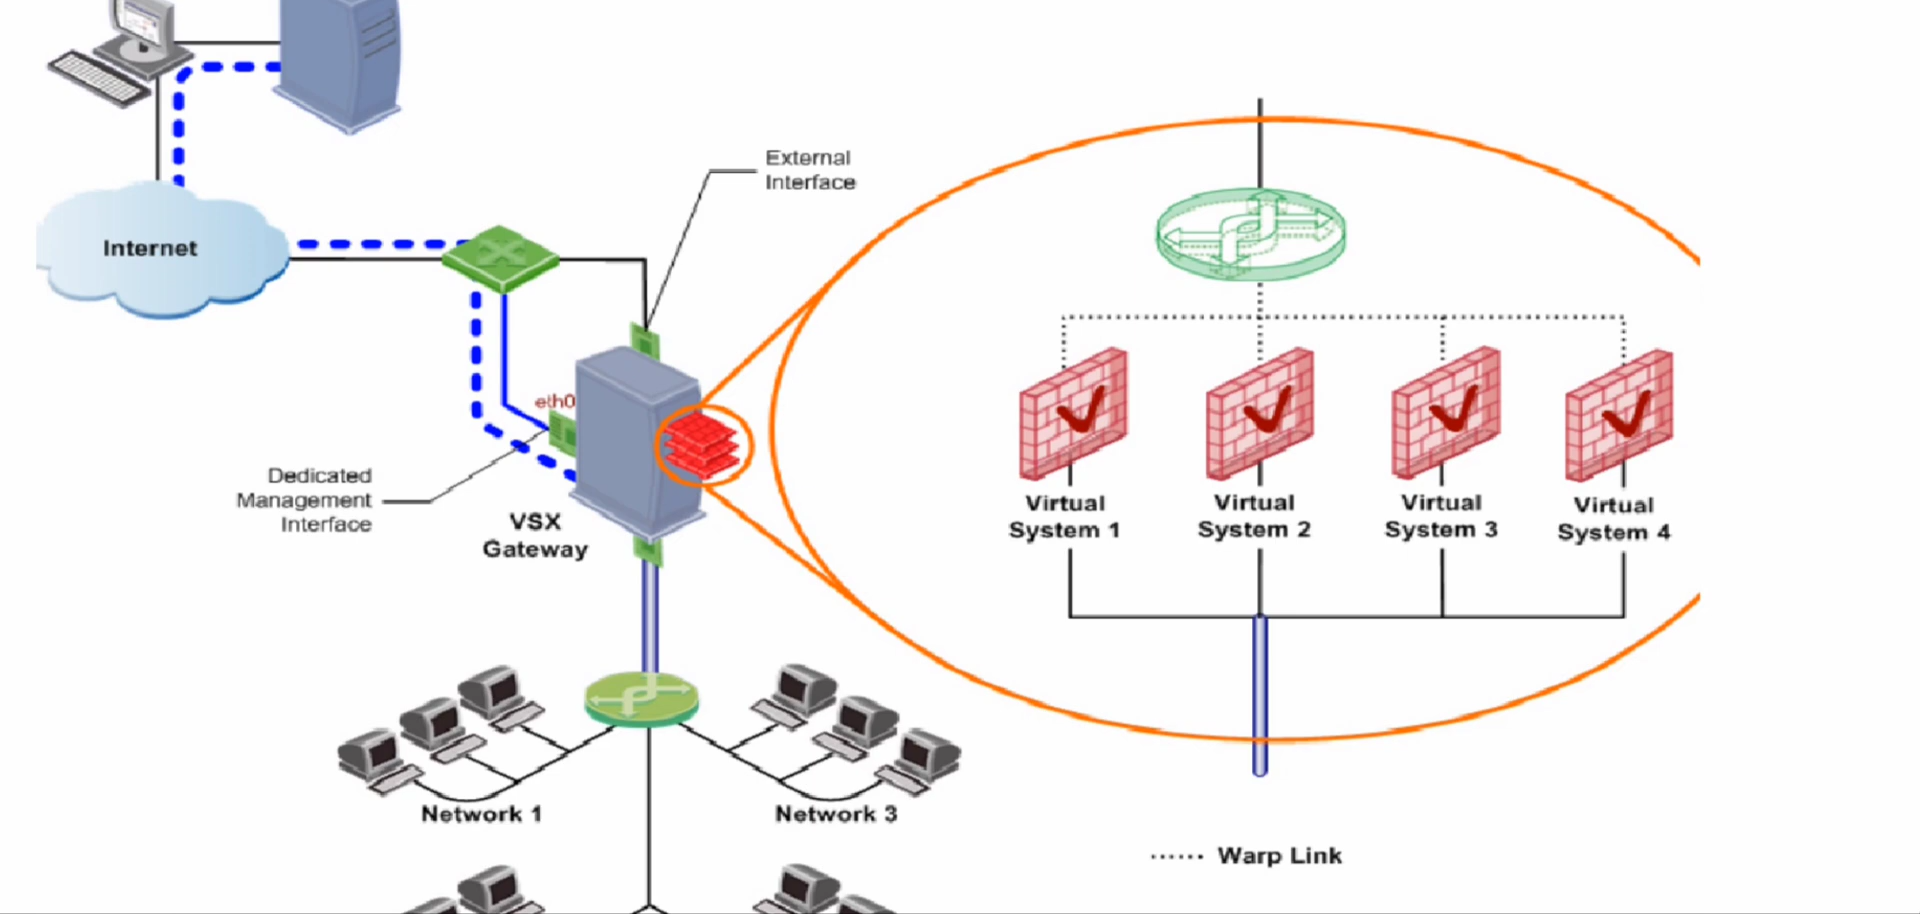 External
Interface
Internet
eth0
Dedicated
Management
Interface
VSX
Gateway
Virtual
System 1
Virtual
System 2
Virtual
System 3
Virtual
System 4
Network 1
Network 3
Warp Link